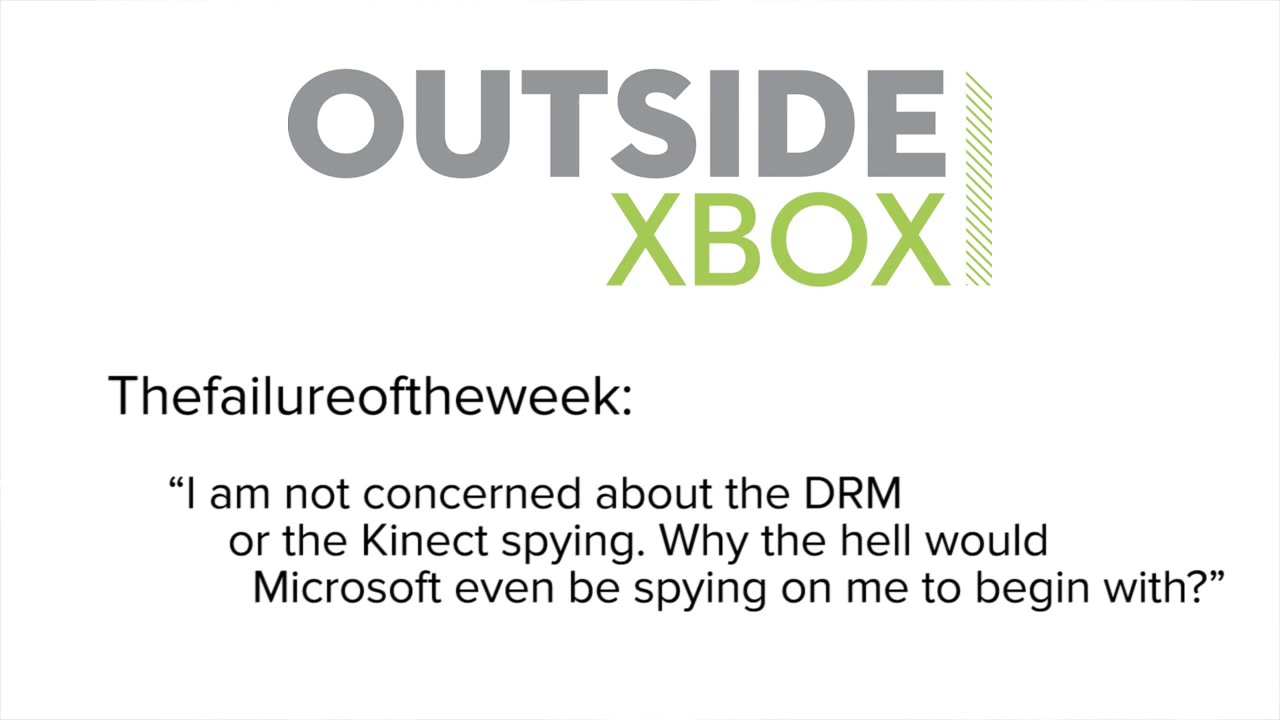 OUTSIDE
XBOX
Thefailureoftheweek:
“I am not concerned about the DRM
or the Kinect spying. Why the hell would
Microsoft even be spying on me to begin with?”